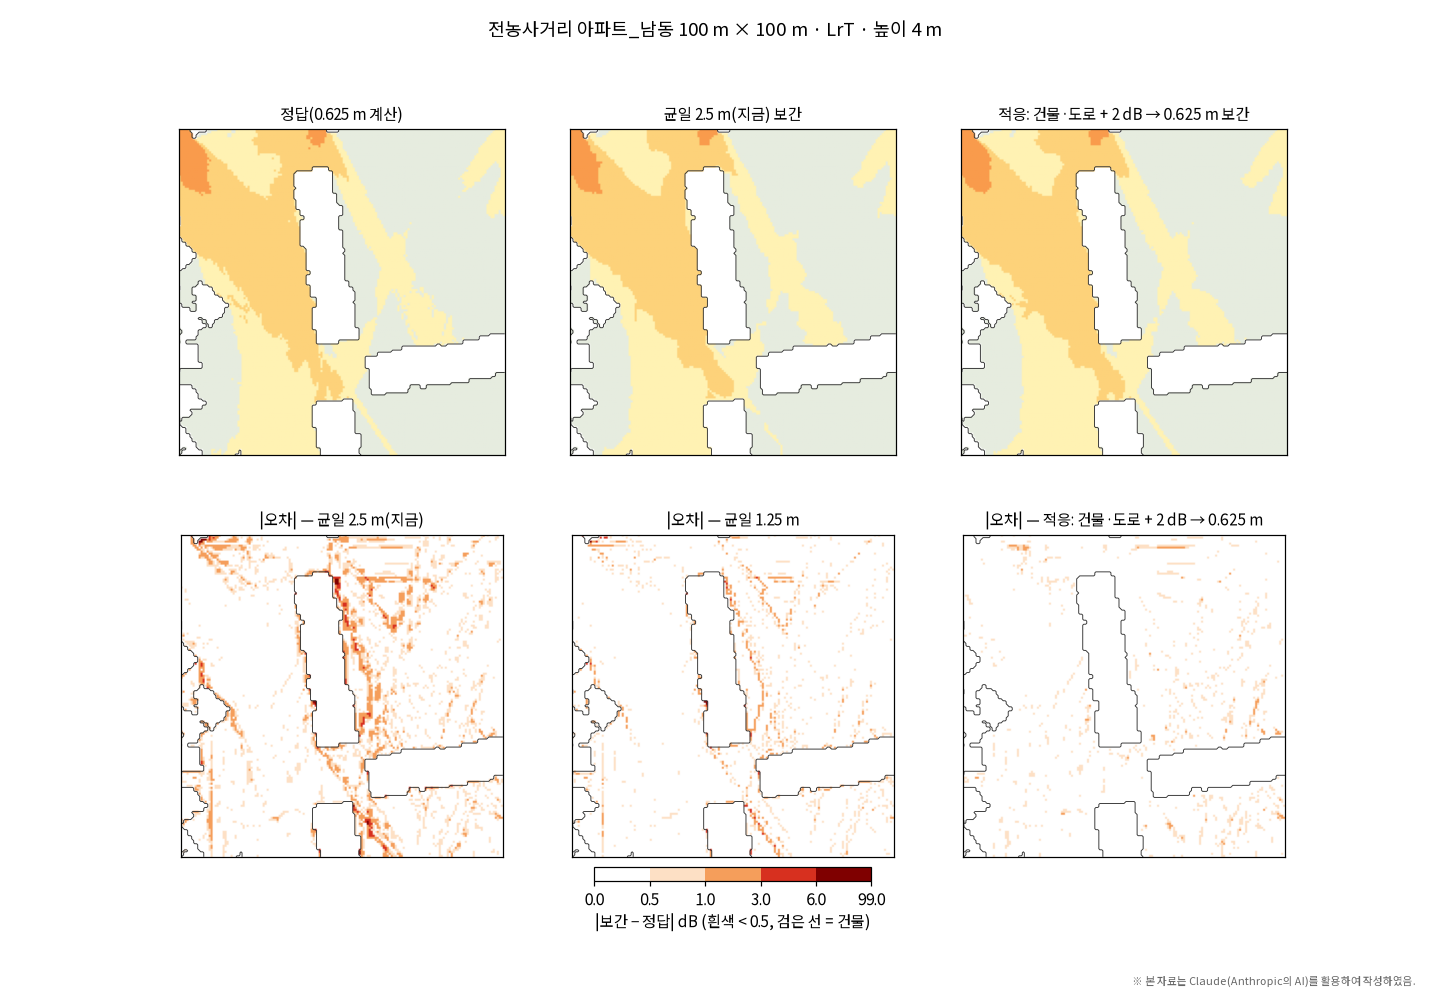 전농사거리 아파트_남동 100 m × 100 m · LrT · 높이 4 m
정답(0.625 m 계산)
균일 2.5 m(지금) 보간
적응: 건물·도로 + 2 dB → 0.625 m 보간
|오차| — 균일 2.5 m(지금)
|오차| — 균일 1.25 m
|오차| — 적응: 건물·도로 + 2 dB → 0.625 m
0.0 0.5 1.0 3.0 6.0 99.0
|보간 − 정답| dB (흰색 < 0.5, 검은 선 = 건물)
※ 본 자료는 Claude(Anthropic의 AI)를 활용하여 작성하였음.